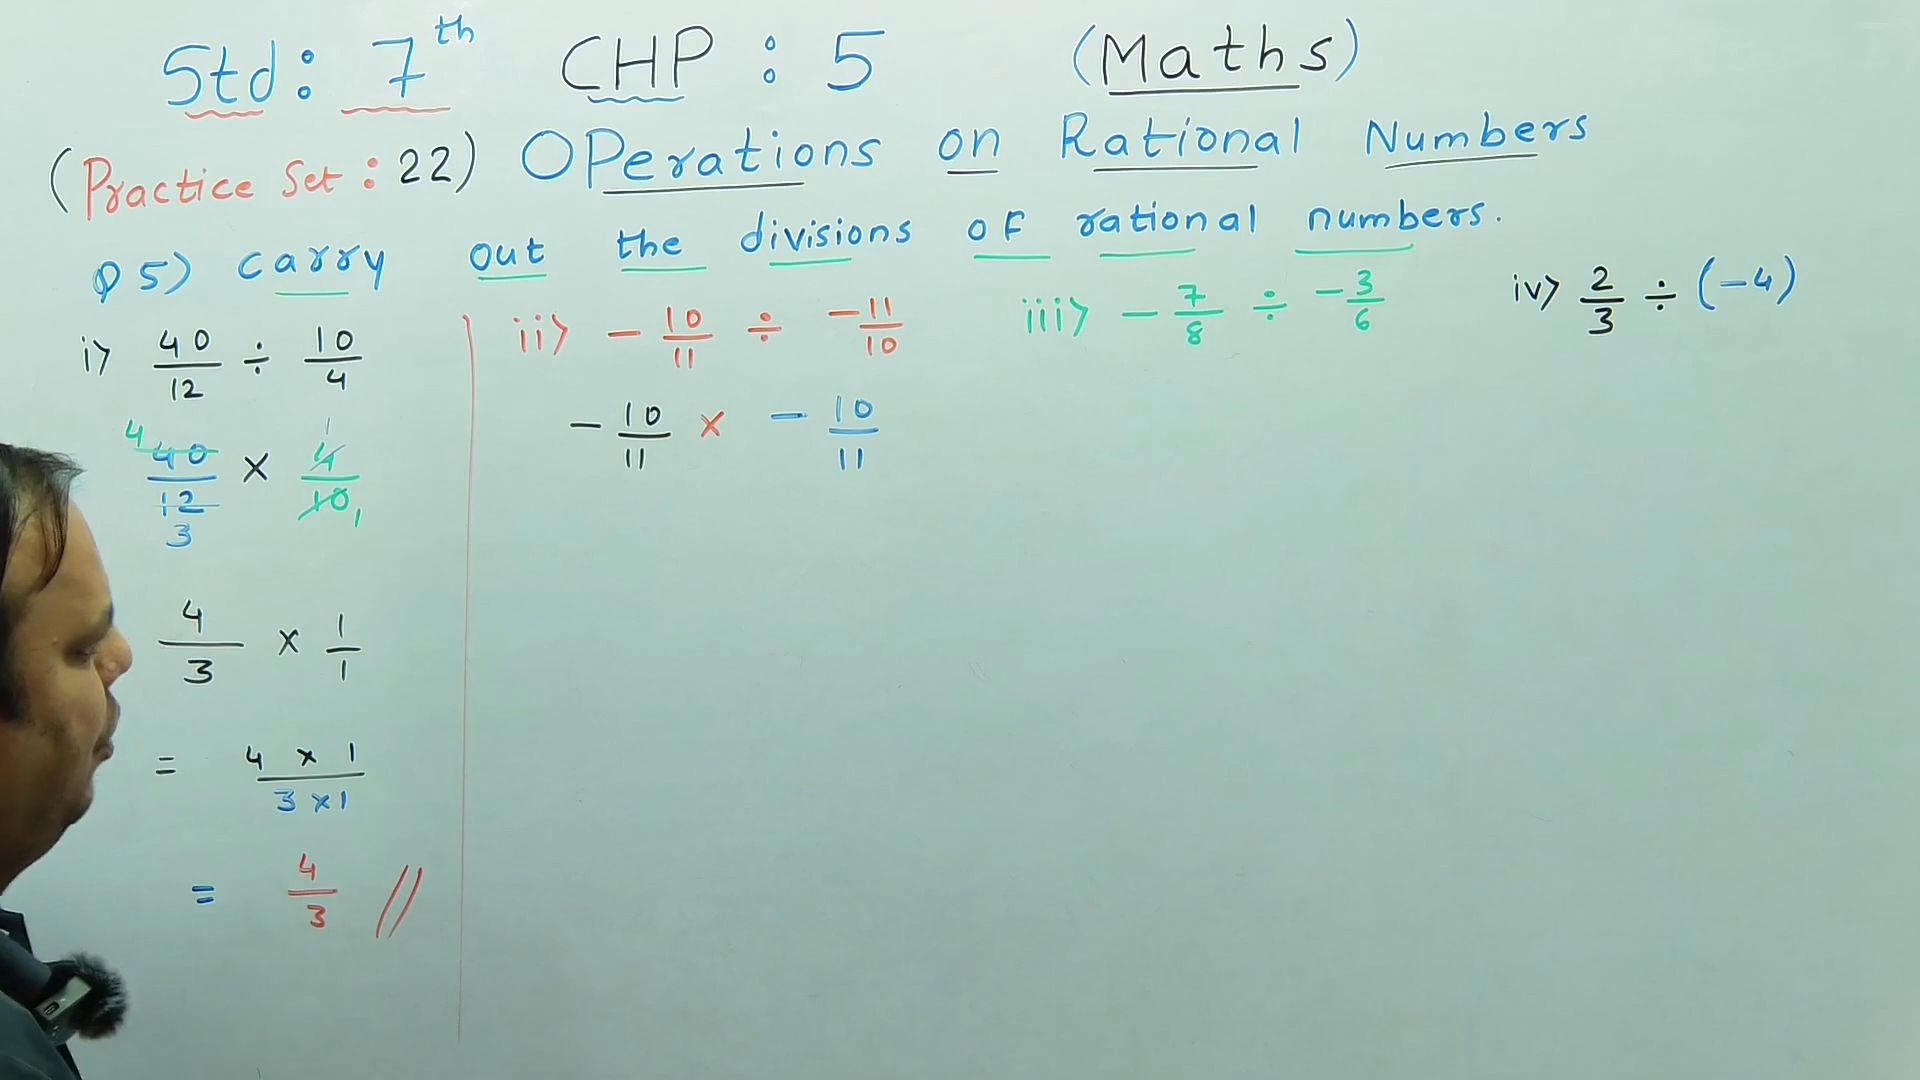 Std: 7th CHP : 5 (Maths)
(Practice Set : 22) Operations on Rational Numbers
Q 5) carry out the divisions of rational numbers.
i) 40/12 ÷ 10/4
4 40/12 3 × 1 4/10 1
4/3 × 1/1
= 4 × 1/3 × 1
= 4/3 //
ii) - 10/11 ÷ -11/10
- 10/11 × - 10/11
iii) - 7/8 ÷ -3/6
iv) 2/3 ÷ (-4)